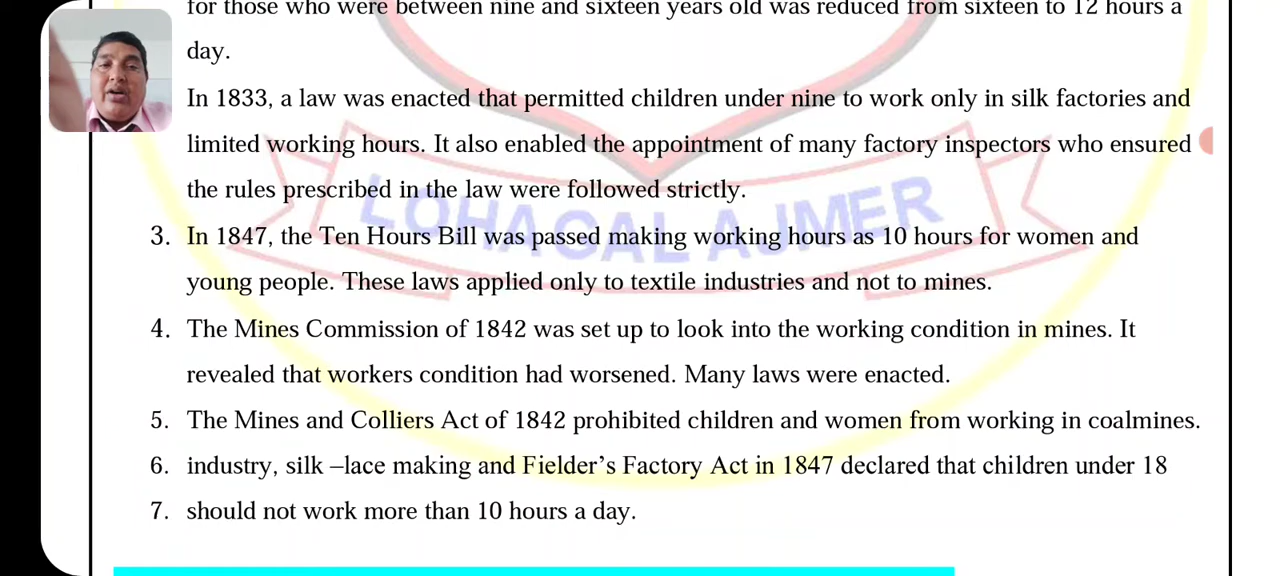 for those who were between nine and sixteen years old was reduced from sixteen to 12 hours a
day.
In 1833, a law was enacted that permitted children under nine to work only in silk factories and
limited working hours. It also enabled the appointment of many factory inspectors who ensured
the rules prescribed in the law were followed strictly.
LOHAGAL AJMER
3. In 1847, the Ten Hours Bill was passed making working hours as 10 hours for women and
young people. These laws applied only to textile industries and not to mines.
4. The Mines Commission of 1842 was set up to look into the working condition in mines. It
revealed that workers condition had worsened. Many laws were enacted.
5. The Mines and Colliers Act of 1842 prohibited children and women from working in coalmines.
6. industry, silk –lace making and Fielder’s Factory Act in 1847 declared that children under 18
7. should not work more than 10 hours a day.